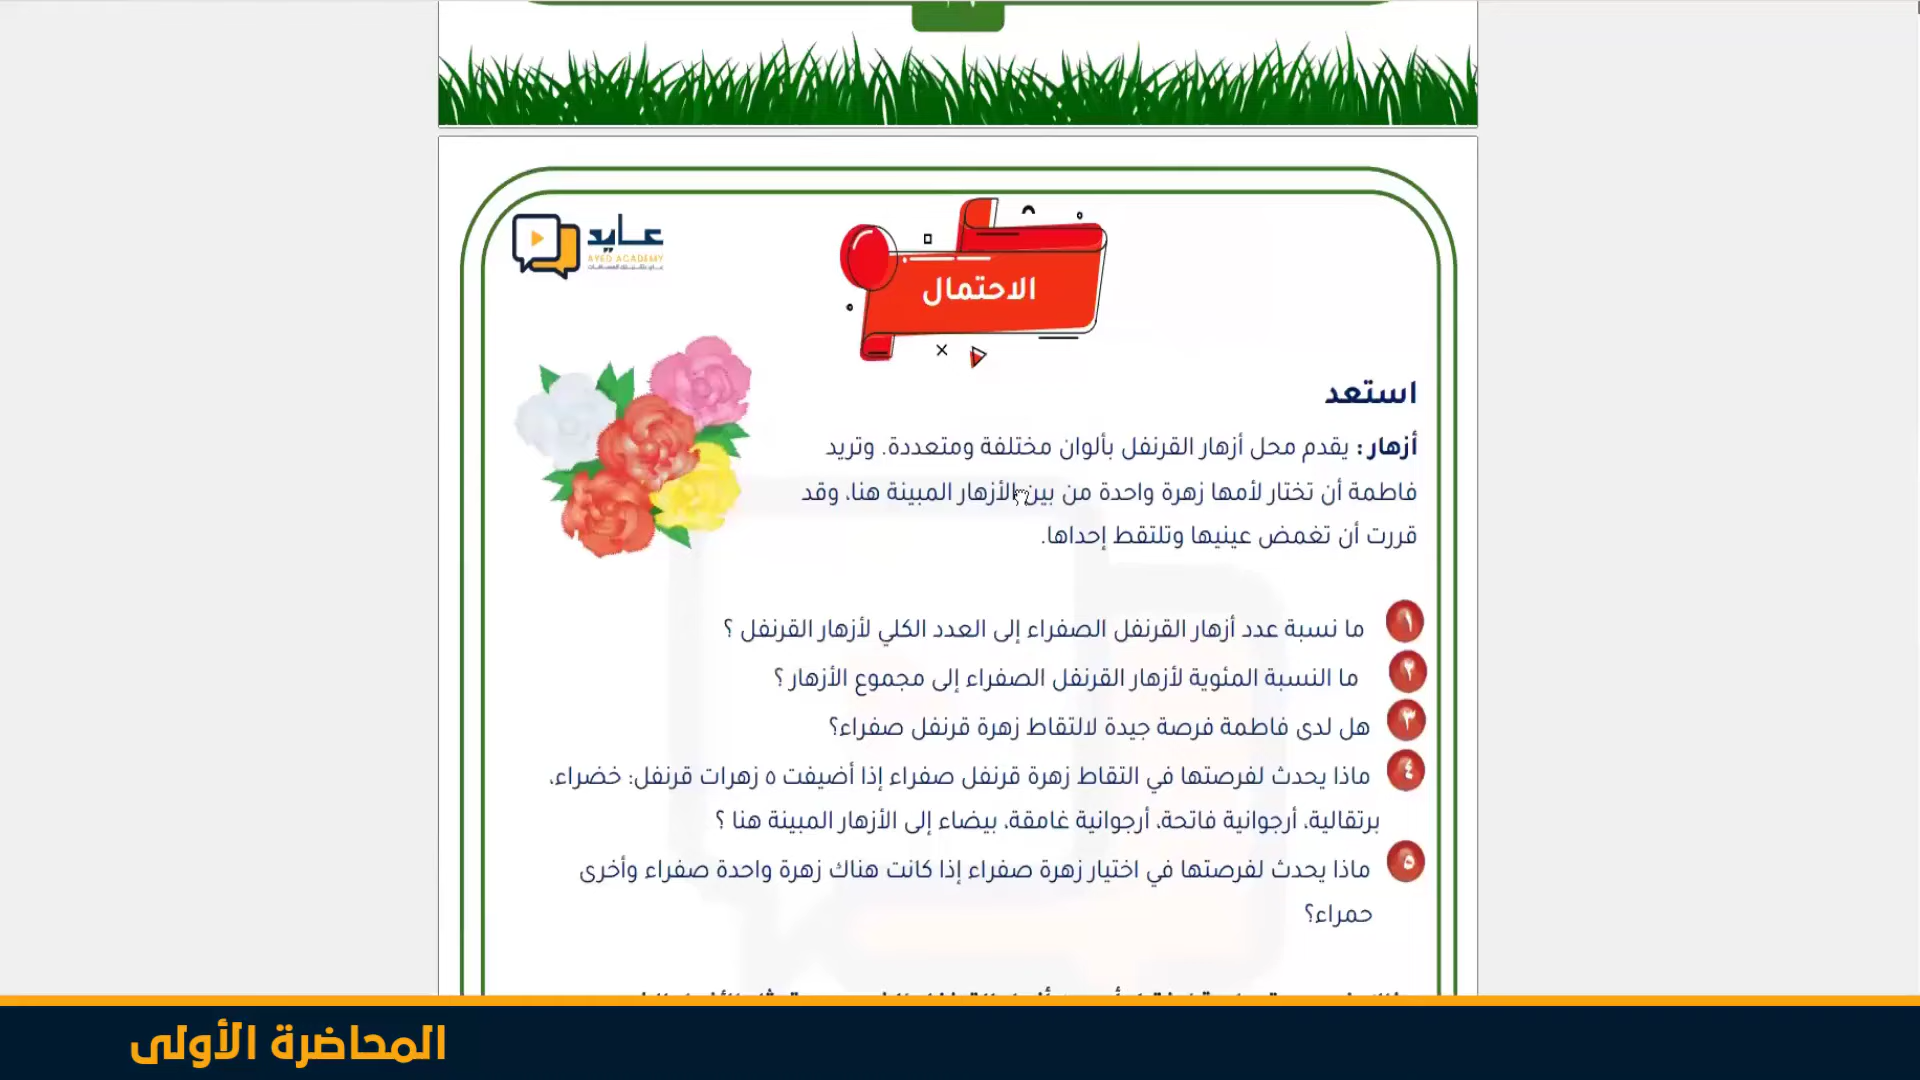 عـايد
AYED ACADEMY
الاحتمال
استعد
أزهار : يقدم محل أزهار القرنفل بألوان مختلفة ومتعددة. وتريد
فاطمة أن تختار لأمها زهرة واحدة من بين الأزهار المبينة هنا، وقد
قررت أن تغمض عينيها وتلتقط إحداها.
١ ما نسبة عدد أزهار القرنفل الصفراء إلى العدد الكلي لأزهار القرنفل ؟
٢ ما النسبة المئوية لأزهار القرنفل الصفراء إلى مجموع الأزهار ؟
٣ هل لدى فاطمة فرصة جيدة لالتقاط زهرة قرنفل صفراء؟
٤ ماذا يحدث لفرصتها في التقاط زهرة قرنفل صفراء إذا أضيفت ٥ زهرات قرنفل: خضراء،
برتقالية، أرجوانية فاتحة، أرجوانية غامقة، بيضاء إلى الأزهار المبينة هنا ؟
٥ ماذا يحدث لفرصتها في اختيار زهرة صفراء إذا كانت هناك زهرة واحدة صفراء وأخرى
حمراء؟
المحاضرة الأولى